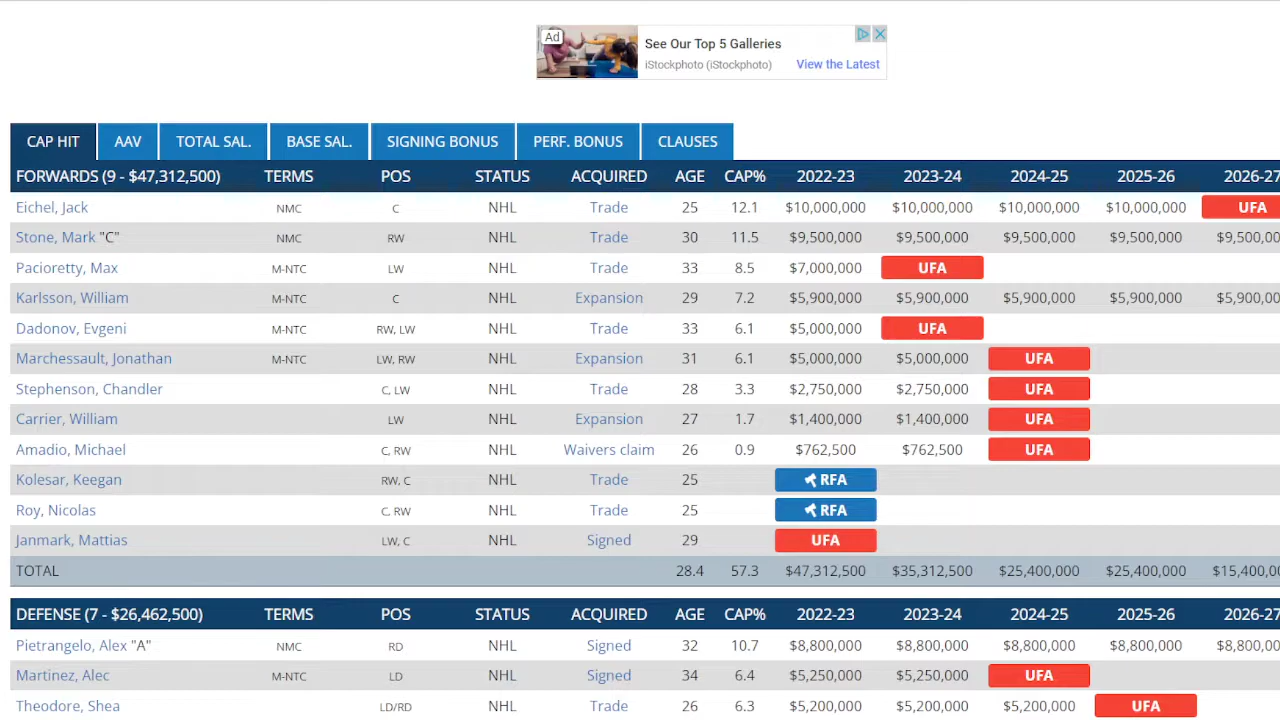 Ad
See Our Top 5 Galleries
iStockphoto (iStockphoto) View the Latest
CAP HIT AAV TOTAL SAL. BASE SAL. SIGNING BONUS PERF. BONUS CLAUSES
FORWARDS (9 - $47,312,500) TERMS POS STATUS ACQUIRED AGE CAP% 2022-23 2023-24 2024-25 2025-26 2026-27
Eichel, Jack NMC C NHL Trade 25 12.1 $10,000,000 $10,000,000 $10,000,000 $10,000,000 UFA
Stone, Mark "C" NMC RW NHL Trade 30 11.5 $9,500,000 $9,500,000 $9,500,000 $9,500,000 $9,500,0
Pacioretty, Max M-NTC LW NHL Trade 33 8.5 $7,000,000 UFA
Karlsson, William M-NTC C NHL Expansion 29 7.2 $5,900,000 $5,900,000 $5,900,000 $5,900,000 $5,900,0
Dadonov, Evgeni M-NTC RW, LW NHL Trade 33 6.1 $5,000,000 UFA
Marchessault, Jonathan M-NTC LW, RW NHL Expansion 31 6.1 $5,000,000 $5,000,000 UFA
Stephenson, Chandler C, LW NHL Trade 28 3.3 $2,750,000 $2,750,000 UFA
Carrier, William LW NHL Expansion 27 1.7 $1,400,000 $1,400,000 UFA
Amadio, Michael C, RW NHL Waivers claim 26 0.9 $762,500 $762,500 UFA
Kolesar, Keegan RW, C NHL Trade 25 RFA
Roy, Nicolas C, RW NHL Trade 25 RFA
Janmark, Mattias LW, C NHL Signed 29 UFA
TOTAL 28.4 57.3 $47,312,500 $35,312,500 $25,400,000 $25,400,000 $15,400,0
DEFENSE (7 - $26,462,500) TERMS POS STATUS ACQUIRED AGE CAP% 2022-23 2023-24 2024-25 2025-26 2026-27
Pietrangelo, Alex "A" NMC RD NHL Signed 32 10.7 $8,800,000 $8,800,000 $8,800,000 $8,800,000 $8,800,0
Martinez, Alec M-NTC LD NHL Signed 34 6.4 $5,250,000 $5,250,000 UFA
Theodore, Shea LD/RD NHL Trade 26 6.3 $5,200,000 $5,200,000 $5,200,000 UFA